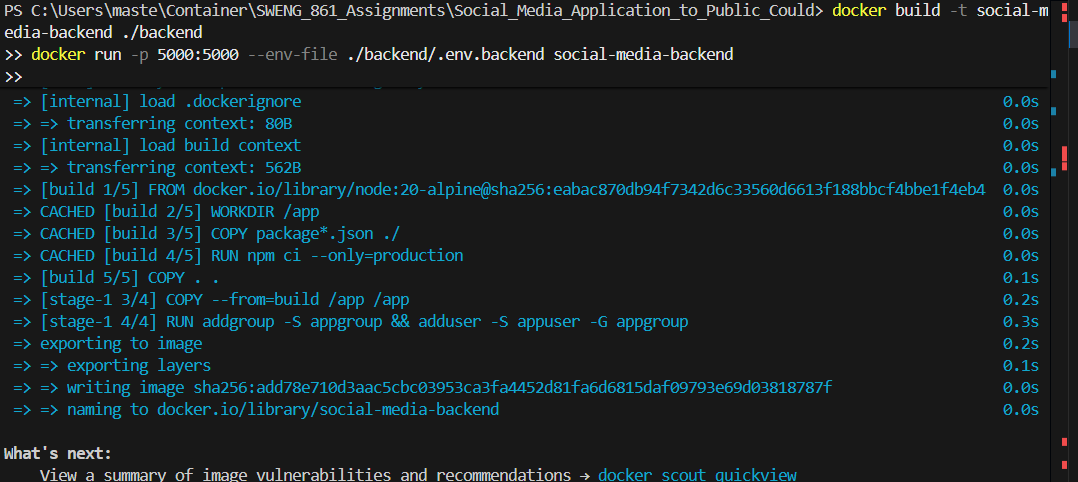 PS C:\Users\maste\Container\SWENG_861_Assignments\Social_Media_Application_to_Public_Could> docker build -t social-m
edia-backend ./backend
>> docker run -p 5000:5000 --env-file ./backend/.env.backend social-media-backend
>>
=> [internal] load .dockerignore 0.0s
=> => transferring context: 80B 0.0s
=> [internal] load build context 0.0s
=> => transferring context: 562B 0.0s
=> [build 1/5] FROM docker.io/library/node:20-alpine@sha256:eabac870db94f7342d6c33560d6613f188bbcf4bbe1f4eb4 0.0s
=> CACHED [build 2/5] WORKDIR /app 0.0s
=> CACHED [build 3/5] COPY package*.json ./ 0.0s
=> CACHED [build 4/5] RUN npm ci --only=production 0.0s
=> [build 5/5] COPY . . 0.1s
=> [stage-1 3/4] COPY --from=build /app /app 0.2s
=> [stage-1 4/4] RUN addgroup -S appgroup && adduser -S appuser -G appgroup 0.3s
=> exporting to image 0.2s
=> => exporting layers 0.1s
=> => writing image sha256:add78e710d3aac5cbc03953ca3fa4452d81fa6d6815daf09793e69d03818787f 0.0s
=> => naming to docker.io/library/social-media-backend 0.0s
What's next:
View a summary of image vulnerabilities and recommendations → docker scout quickview